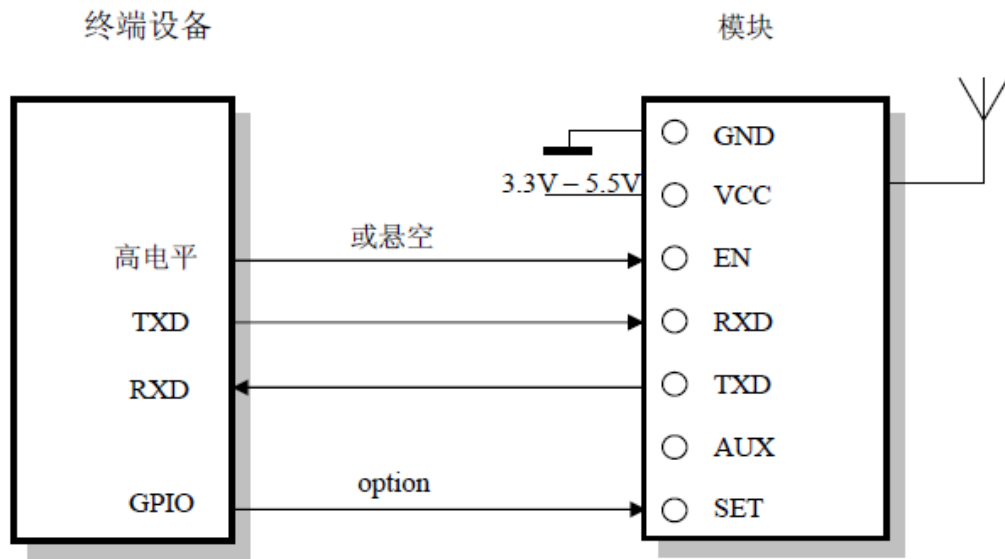 终端设备
模块
GND
3.3V – 5.5V
VCC
或悬空
高电平
EN
TXD
RXD
RXD
TXD
AUX
option
GPIO
SET